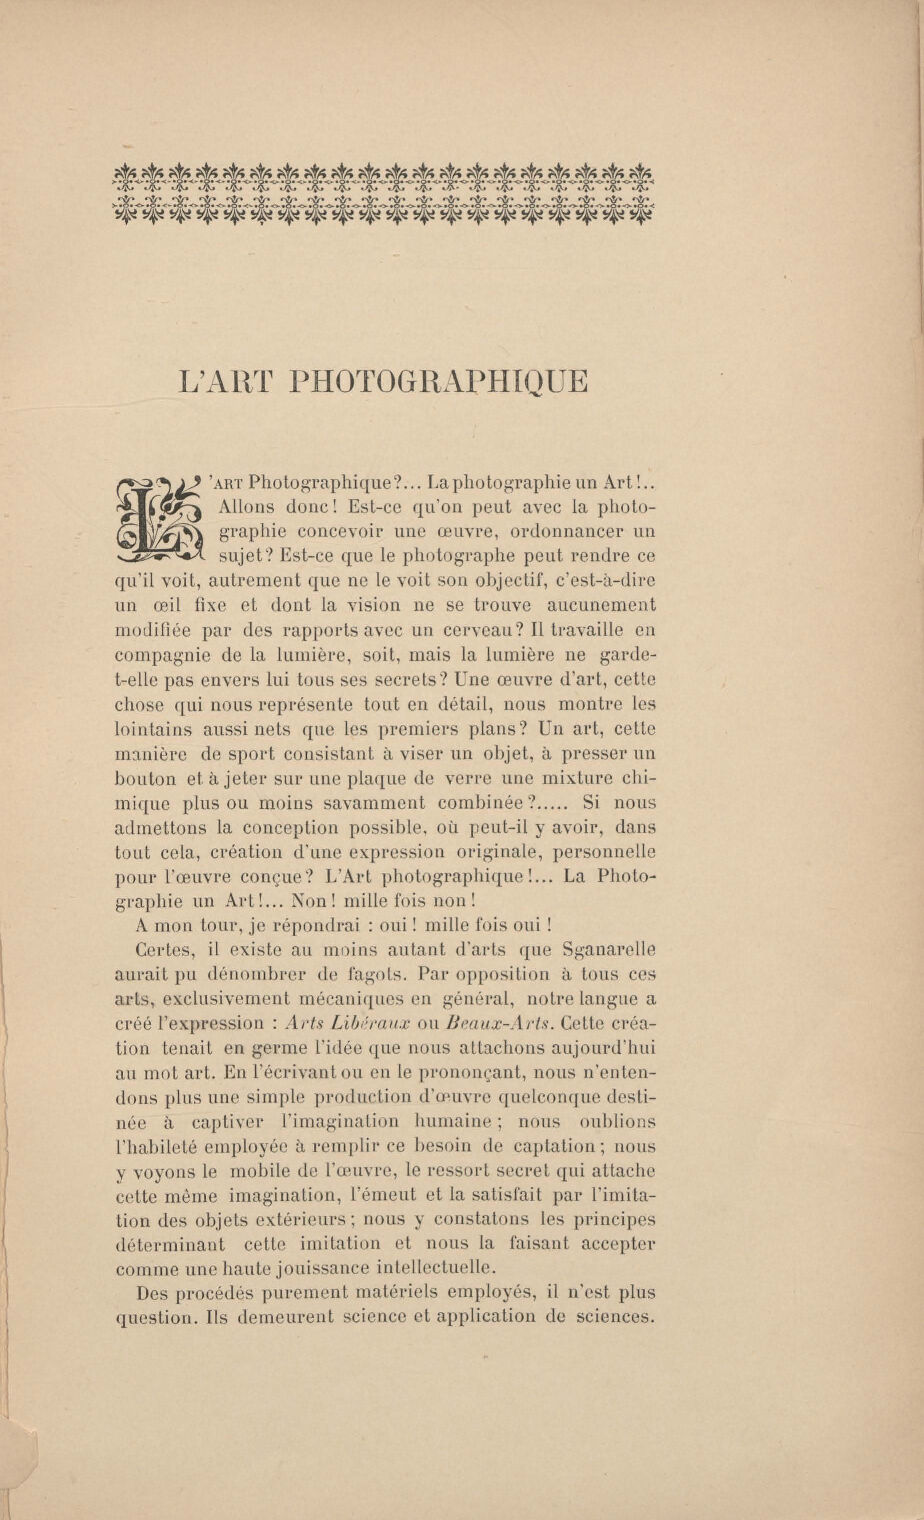 L'ART PHOTOGRAPHIQUE
L'ART Photographique?... La photographie un Art!..
Allons donc! Est-ce qu'on peut avec la photo-
graphie concevoir une œuvre, ordonnancer un
sujet? Est-ce que le photographe peut rendre ce
qu'il voit, autrement que ne le voit son objectif, c'est-à-dire
un œil fixe et dont la vision ne se trouve aucunement
modifiée par des rapports avec un cerveau? Il travaille en
compagnie de la lumière, soit, mais la lumière ne garde-
t-elle pas envers lui tous ses secrets? Une œuvre d'art, cette
chose qui nous représente tout en détail, nous montre les
lointains aussi nets que les premiers plans? Un art, cette
manière de sport consistant à viser un objet, à presser un
bouton et à jeter sur une plaque de verre une mixture chi-
mique plus ou moins savamment combinée?..... Si nous
admettons la conception possible, où peut-il y avoir, dans
tout cela, création d'une expression originale, personnelle
pour l'œuvre conçue? L'Art photographique!... La Photo-
graphie un Art!... Non! mille fois non!
A mon tour, je répondrai : oui! mille fois oui !
Certes, il existe au moins autant d'arts que Sganarelle
aurait pu dénombrer de fagots. Par opposition à tous ces
arts, exclusivement mécaniques en général, notre langue a
créé l'expression : Arts Libéraux ou Beaux-Arts. Cette créa-
tion tenait en germe l'idée que nous attachons aujourd'hui
au mot art. En l'écrivant ou en le prononçant, nous n'enten-
dons plus une simple production d'œuvre quelconque desti-
née à captiver l'imagination humaine ; nous oublions
l'habileté employée à remplir ce besoin de captation ; nous
y voyons le mobile de l'œuvre, le ressort secret qui attache
cette même imagination, l'émeut et la satisfait par l'imita-
tion des objets extérieurs ; nous y constatons les principes
déterminant cette imitation et nous la faisant accepter
comme une haute jouissance intellectuelle.
Des procédés purement matériels employés, il n'est plus
question. Ils demeurent science et application de sciences.